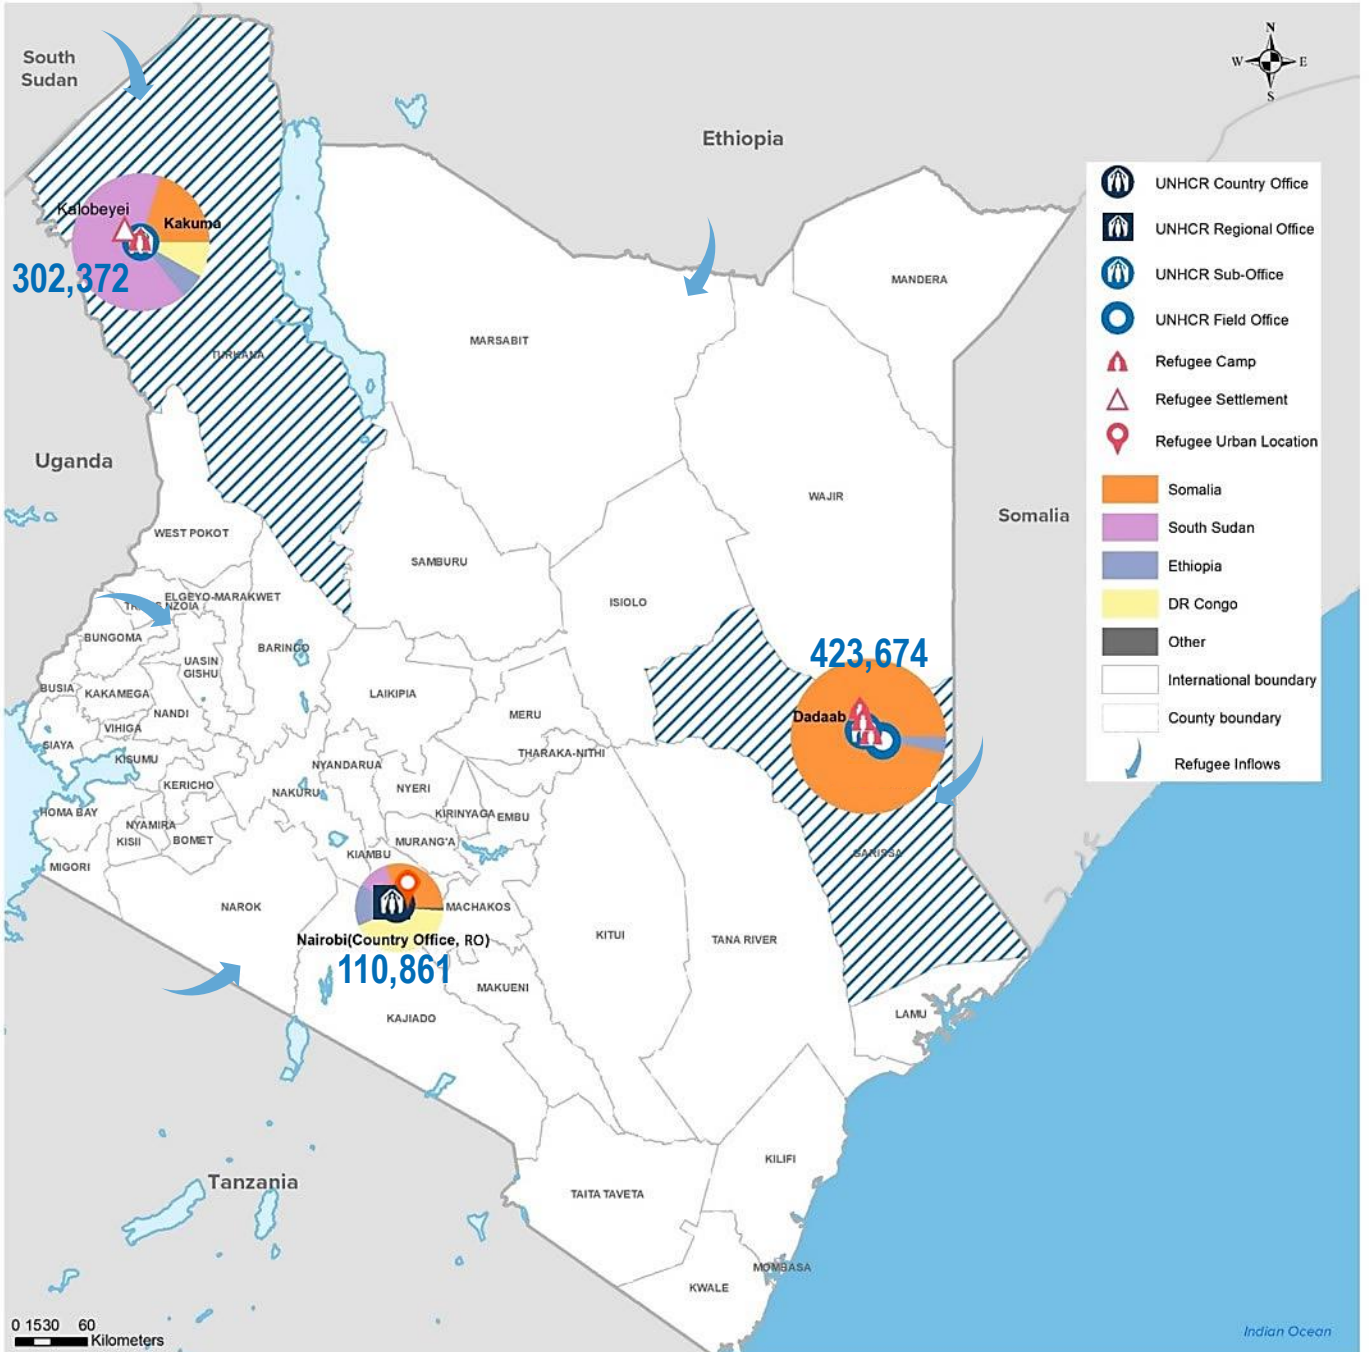 South
Sudan
N
W E
S
Ethiopia
UNHCR Country Office
UNHCR Regional Office
UNHCR Sub-Office
UNHCR Field Office
Refugee Camp
Refugee Settlement
Refugee Urban Location
Somalia
South Sudan
Ethiopia
DR Congo
Other
International boundary
County boundary
Refugee Inflows
Kalobeyei
Kakuma
302,372
MANDERA
MARSABIT
TURKANA
Uganda
WAJIR
Somalia
WEST POKOT
SAMBURU
ELGEYO-MARAKWET
TRANS NZOIA
ISIOLO
BUNGOMA
BARINGO
UASIN
GISHU
423,674
BUSIA
KAKAMEGA
LAIKIPIA
NANDI
MERU
Dadaab
VIHIGA
SIAYA
KISUMU
THARAKA-NITHI
NYANDARUA
KERICHO
NAKURU
NYERI
HOMA BAY
KIRINYAGA
EMBU
NYAMIRA
KISII
BOMET
MURANG'A
KIAMBU
GARISSA
MIGORI
NAROK
MACHAKOS
KITUI
TANA RIVER
Nairobi(Country Office, RO)
110,861
MAKUENI
KAJIADO
LAMU
KILIFI
Tanzania
TAITA TAVETA
MOMBASA
KWALE
0 1530 60
Kilometers
Indian Ocean